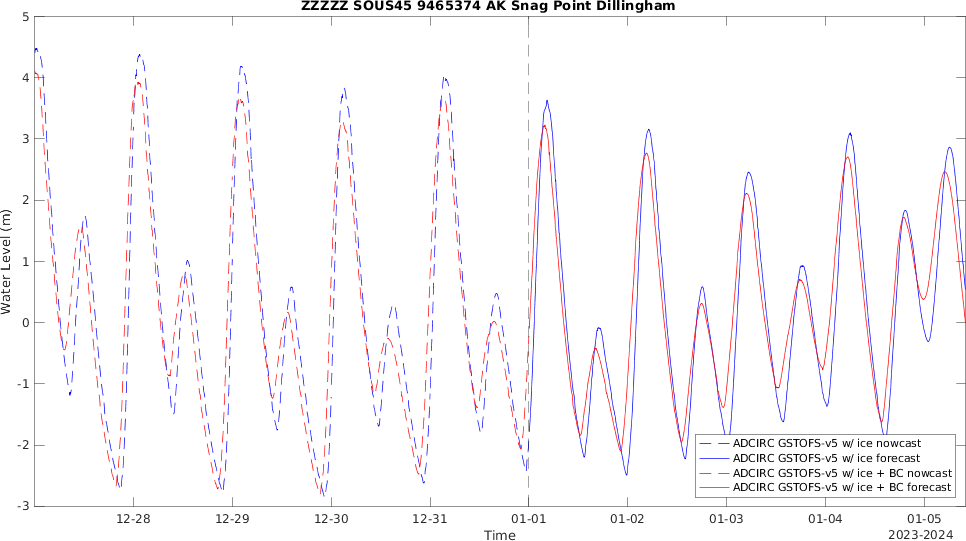 ZZZZZ SOUS45 9465374 AK Snag Point Dillingham
Water Level (m)
5
4
3
2
1
0
-1
-2
-3
ADCIRC GSTOFS-v5 w/ ice nowcast
ADCIRC GSTOFS-v5 w/ ice forecast
ADCIRC GSTOFS-v5 w/ ice + BC nowcast
ADCIRC GSTOFS-v5 w/ ice + BC forecast
12-28 12-29 12-30 12-31 01-01 01-02 01-03 01-04 01-05
Time
2023-2024